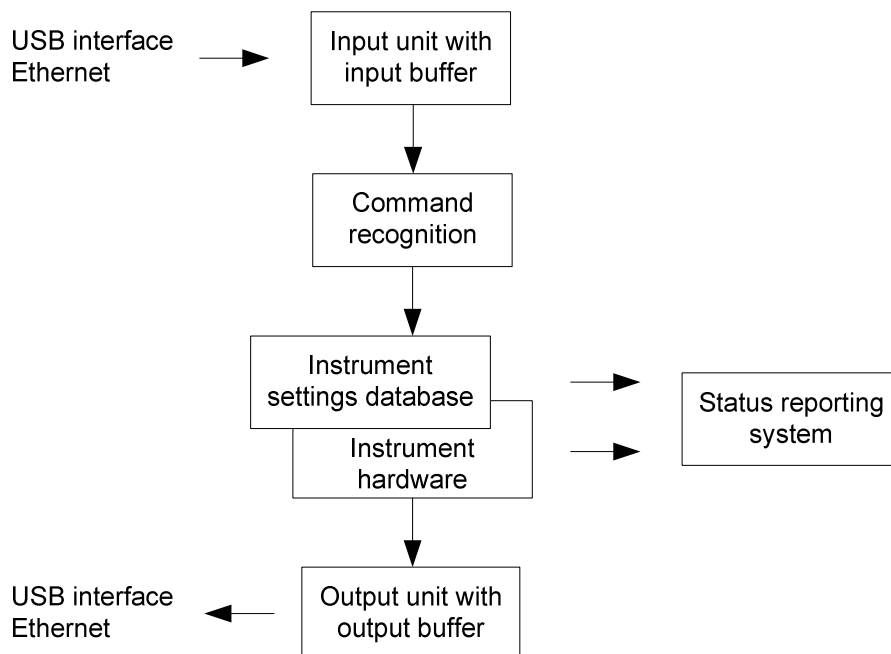 USB interface
Ethernet
Input unit with
input buffer
Command
recognition
Instrument
settings database
Instrument
hardware
Status reporting
system
USB interface
Ethernet
Output unit with
output buffer